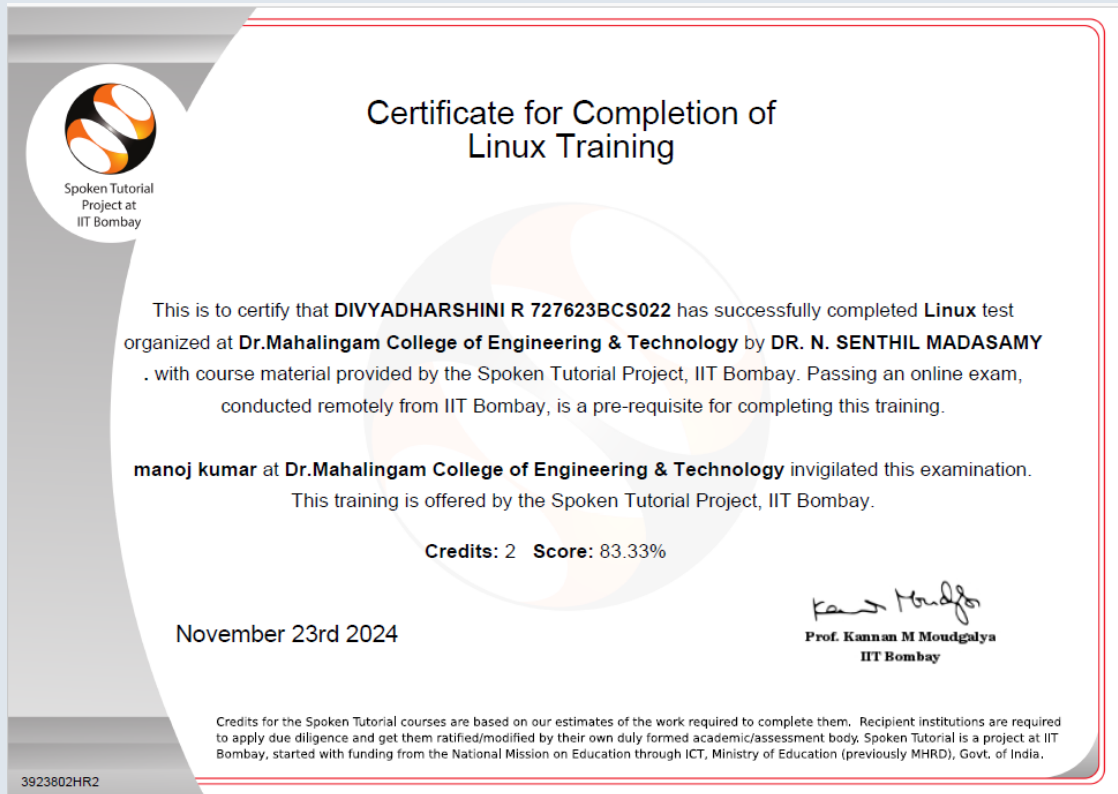 Certificate for Completion of
Linux Training
Spoken Tutorial
Project at
IIT Bombay
This is to certify that DIVYADHARSHINI R 727623BCS022 has successfully completed Linux test
organized at Dr.Mahalingam College of Engineering & Technology by DR. N. SENTHIL MADASAMY
. with course material provided by the Spoken Tutorial Project, IIT Bombay. Passing an online exam,
conducted remotely from IIT Bombay, is a pre-requisite for completing this training.
manoj kumar at Dr.Mahalingam College of Engineering & Technology invigilated this examination.
This training is offered by the Spoken Tutorial Project, IIT Bombay.
Credits: 2 Score: 83.33%
November 23rd 2024
Prof. Kannan M Moudgalya
IIT Bombay
Credits for the Spoken Tutorial courses are based on our estimates of the work required to complete them. Recipient institutions are required
to apply due diligence and get them ratified/modified by their own duly formed academic/assessment body. Spoken Tutorial is a project at IIT
Bombay, started with funding from the National Mission on Education through ICT, Ministry of Education (previously MHRD), Govt. of India.
3923802HR2